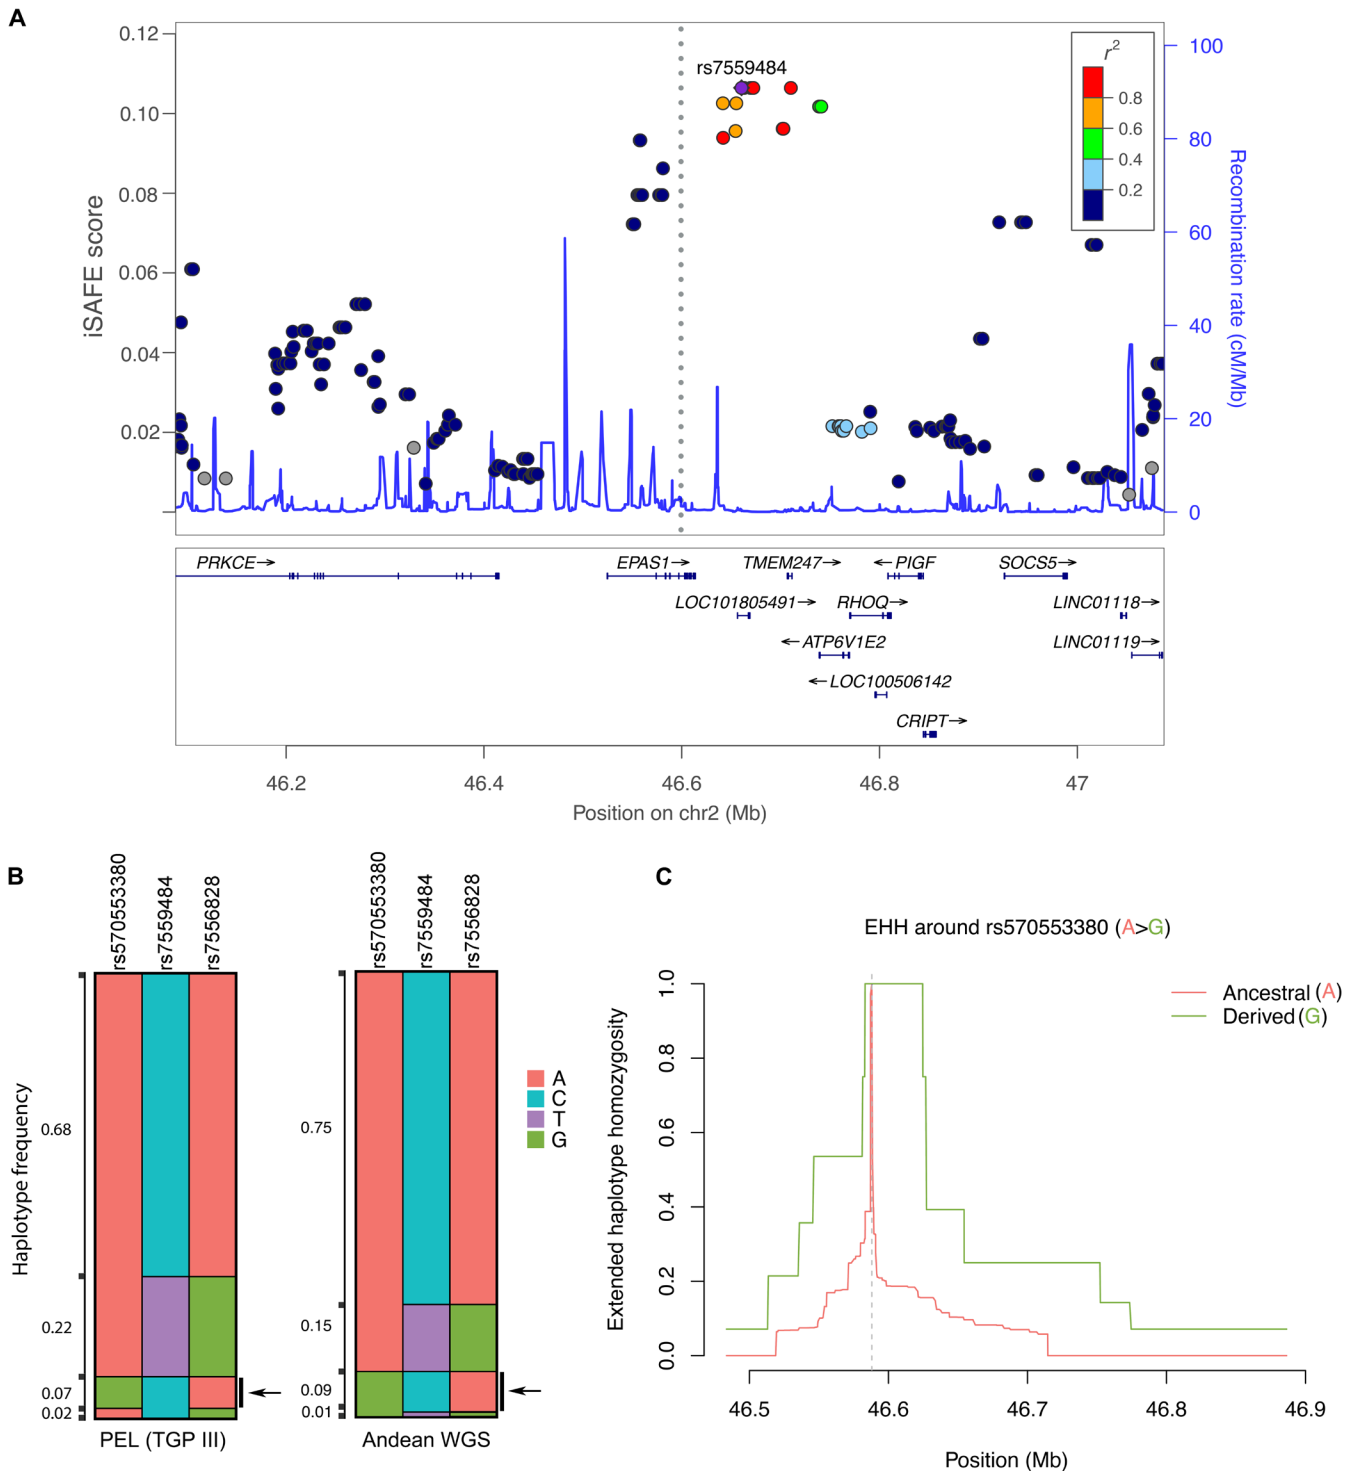 A
iSAFE score
0.12
0.10
0.08
0.06
0.04
0.02
rs7559484
r²
0.8
0.6
0.4
0.2
100
80
60
40
20
0
Recombination rate (cM/Mb)
PRKCE→
EPAS1→
TMEM247→
←PIGF
SOCS5→
LOC101805491→
RHOQ→
LINC01118→
←ATP6V1E2
LINC01119→
←LOC100506142
CRIPT→
46.2
46.4
46.6
46.8
47
Position on chr2 (Mb)
B
rs570553380
rs7559484
rs7556828
Haplotype frequency
0.68
0.22
0.07
0.02
PEL (TGP III)
rs570553380
rs7559484
rs7556828
0.75
0.15
0.09
0.01
Andean WGS
A
C
T
G
C
EHH around rs570553380 (A>G)
Extended haplotype homozygosity
1.0
0.8
0.6
0.4
0.2
0.0
Ancestral (A)
Derived (G)
46.5
46.6
46.7
46.8
46.9
Position (Mb)